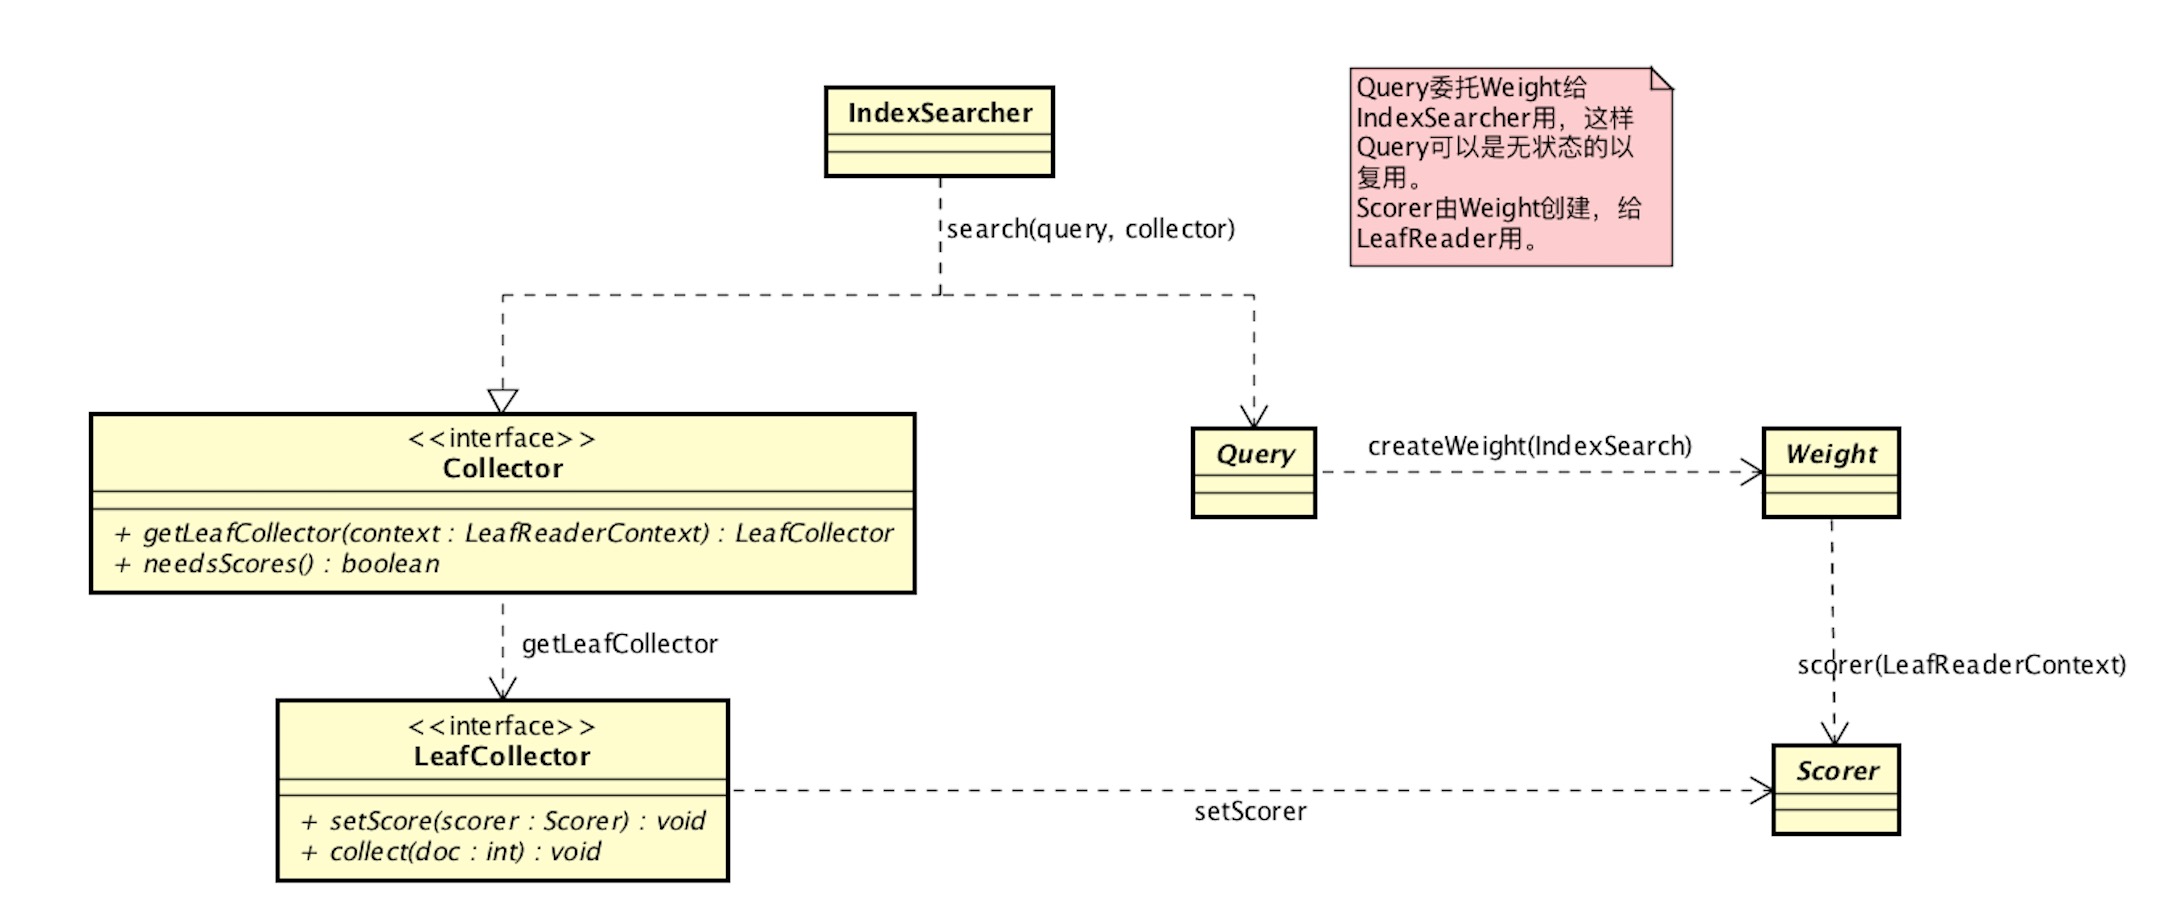 IndexSearcher
Query委托Weight给
IndexSearcher用，这样
Query可以是无状态的以
复用。
Scorer由Weight创建，给
LeafReader用。
search(query, collector)
<<interface>>
Collector
+ getLeafCollector(context : LeafReaderContext) : LeafCollector
+ needsScores() : boolean
Query
createWeight(IndexSearch)
Weight
getLeafCollector
scorer(LeafReaderContext)
<<interface>>
LeafCollector
+ setScore(scorer : Scorer) : void
+ collect(doc : int) : void
setScorer
Scorer